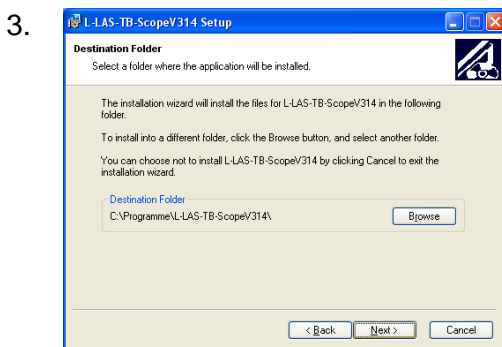 3.
L-LAS-TB-ScopeV314 Setup
Destination Folder
Select a folder where the application will be installed.
The installation wizard will install the files for L-LAS-TB-ScopeV314 in the following
folder.
To install into a different folder, click the Browse button, and select another folder.
You can choose not to install L-LAS-TB-ScopeV314 by clicking Cancel to exit the
installation wizard.
Destination Folder
C:\Programme\L-LAS-TB-ScopeV314\
Browse
< Back
Next >
Cancel